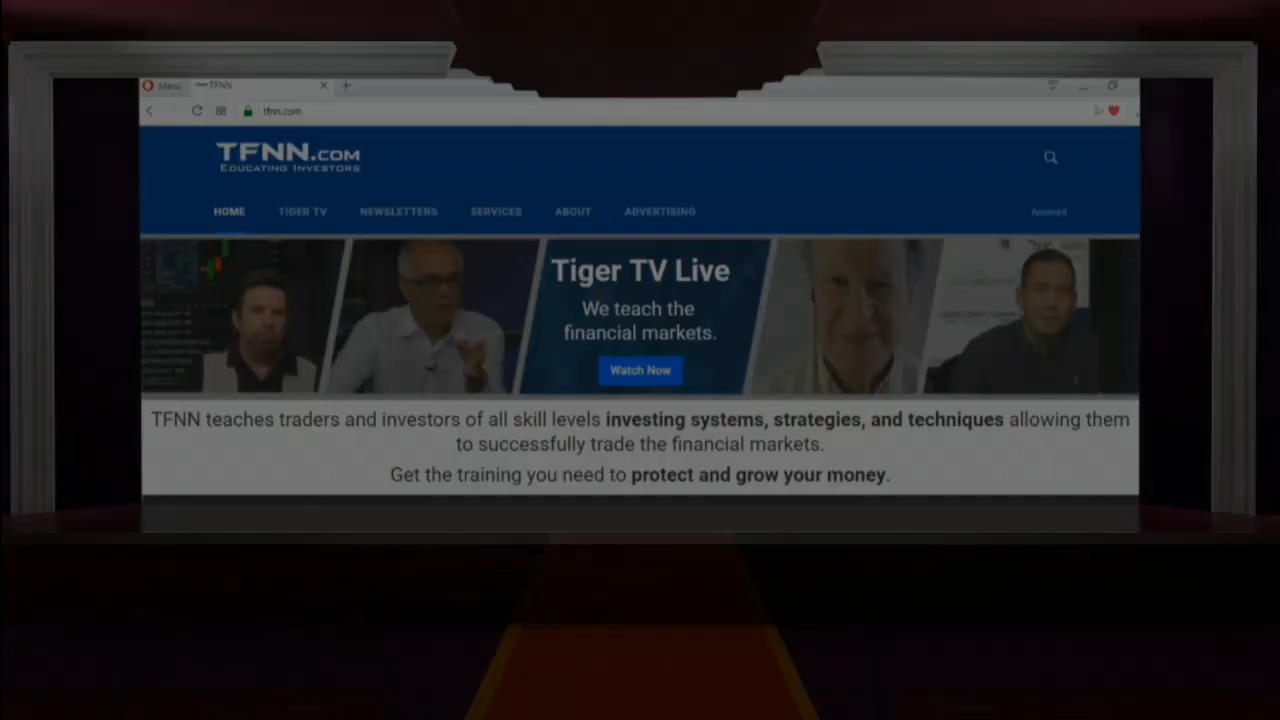 Menu
TFNN
tfnn.com
TFNN.COM
EDUCATING INVESTORS
HOME TIGER TV NEWSLETTERS SERVICES ABOUT ADVERTISING Account
Tiger TV Live
We teach the
financial markets.
Watch Now
TFNN teaches traders and investors of all skill levels investing systems, strategies, and techniques allowing them
to successfully trade the financial markets.
Get the training you need to protect and grow your money.